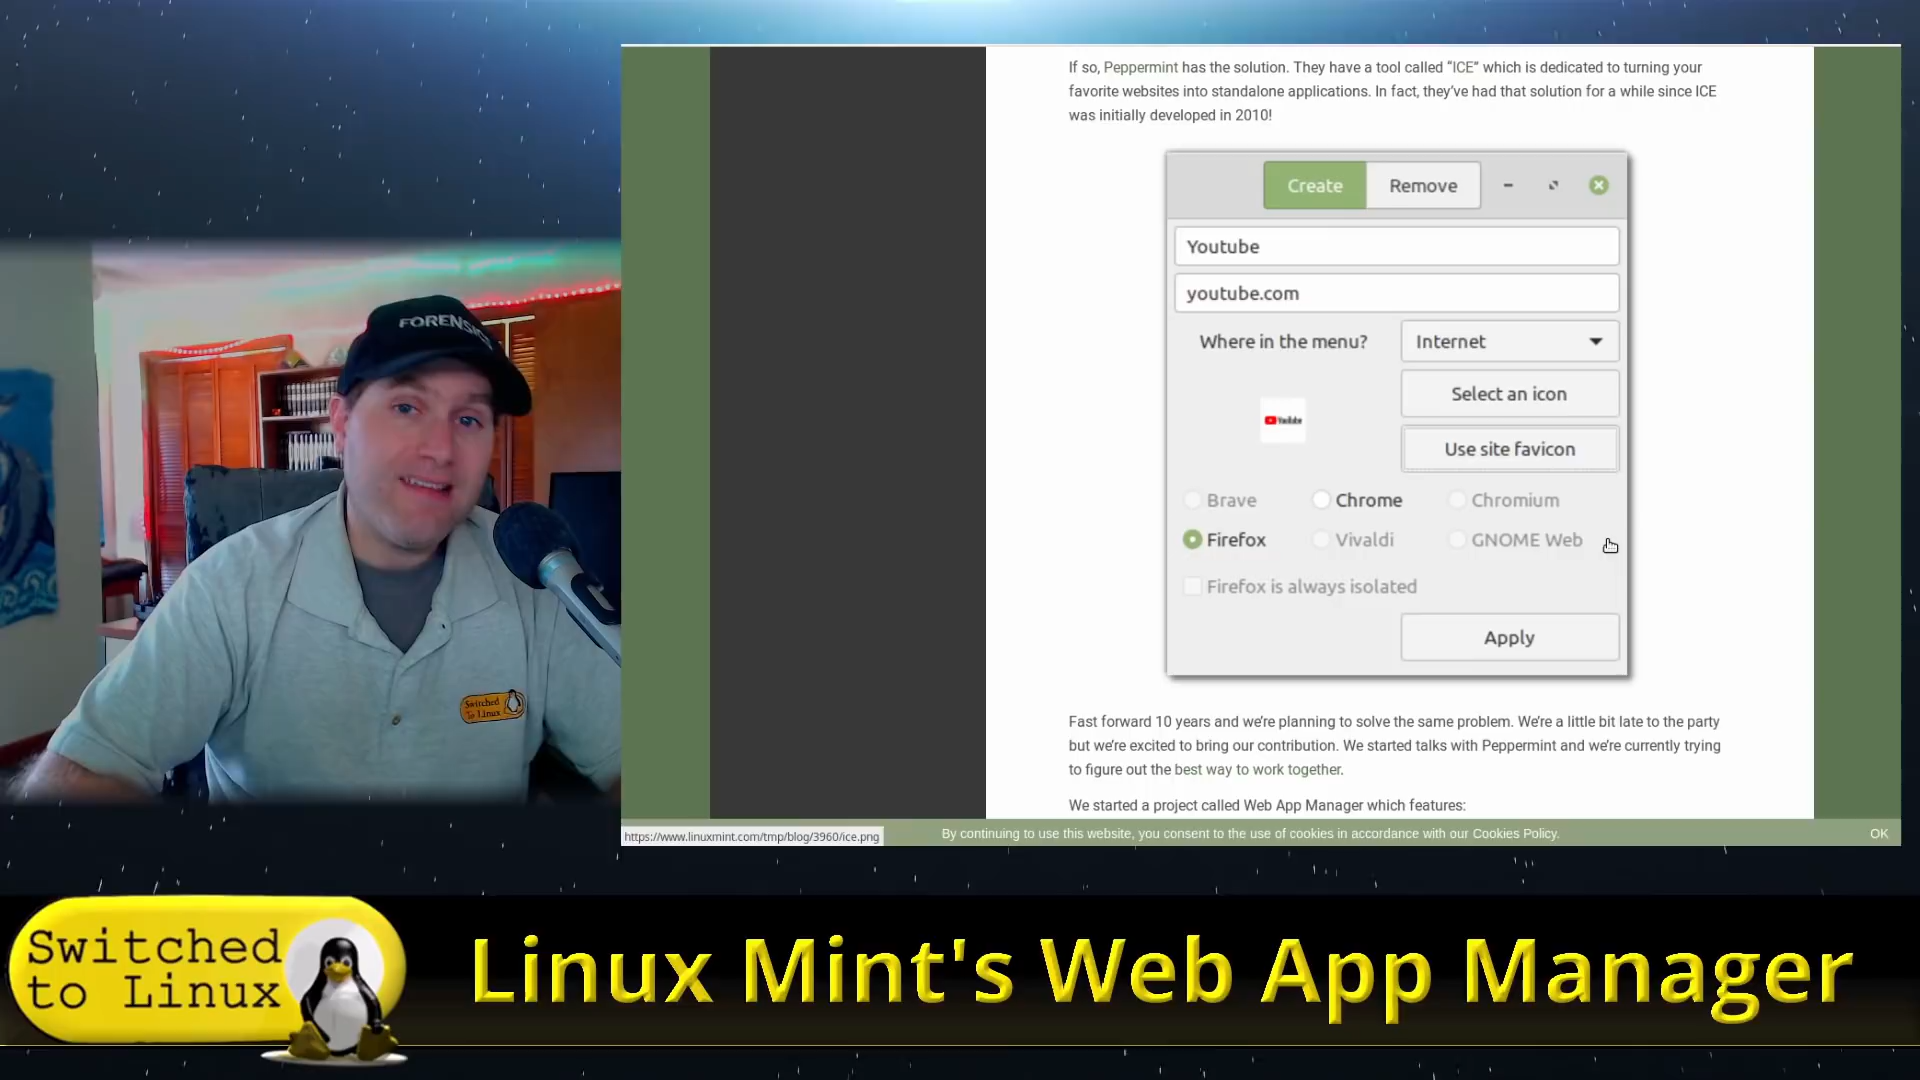 If so, Peppermint has the solution. They have a tool called “ICE” which is dedicated to turning your
favorite websites into standalone applications. In fact, they’ve had that solution for a while since ICE
was initially developed in 2010!
Create Remove
Youtube
youtube.com
Where in the menu? Internet
Select an icon
YouTube
Use site favicon
Brave Chrome Chromium
Firefox Vivaldi GNOME Web
Firefox is always isolated
Apply
Fast forward 10 years and we’re planning to solve the same problem. We’re a little bit late to the party
but we’re excited to bring our contribution. We started talks with Peppermint and we’re currently trying
to figure out the best way to work together.
We started a project called Web App Manager which features:
https://www.linuxmint.com/tmp/blog/3960/ice.png
By continuing to use this website, you consent to the use of cookies in accordance with our Cookies Policy. OK
Switched
To Linux
Switched
to Linux
Linux Mint's Web App Manager